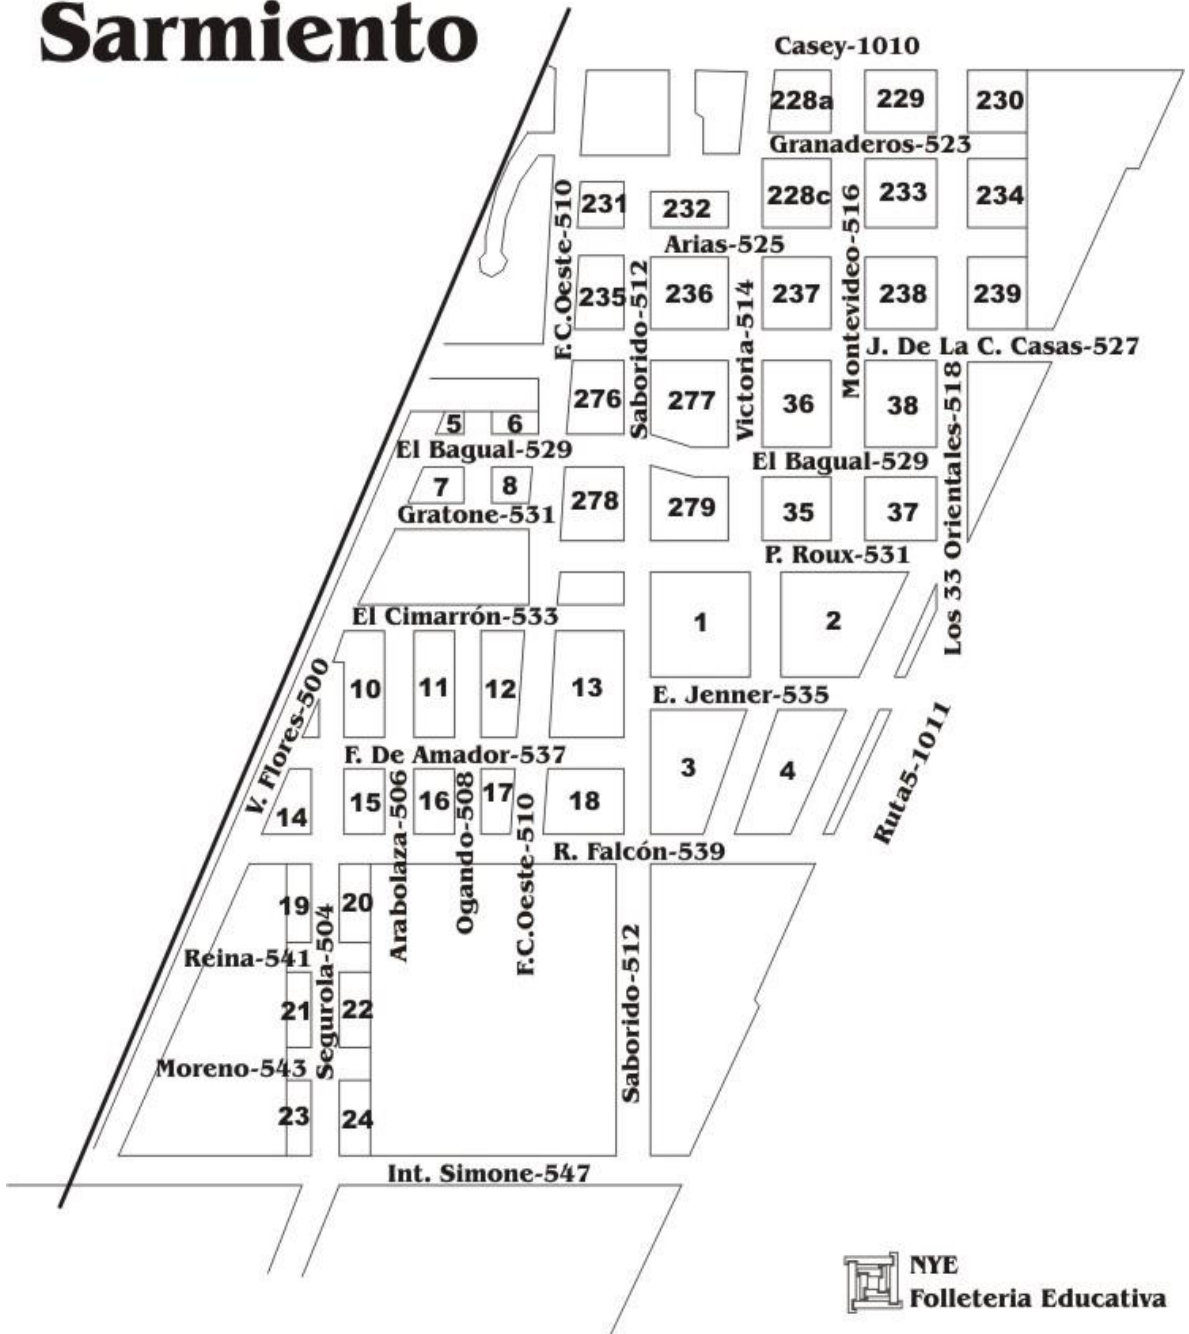 Sarmiento
Casey-1010
228a
229
230
Granaderos-523
231
232
228c
233
234
F.C.Oeste-510
Montevideo-516
Arias-525
235
Saborido-512
236
Victoria-514
237
238
239
J. De La C. Casas-527
276
277
36
38
Los 33 Orientales-518
5
6
El Bagual-529
El Bagual-529
7
8
278
279
35
37
Gratone-531
P. Roux-531
El Cimarrón-533
1
2
V. Flores-500
10
11
12
13
E. Jenner-535
Ruta5-1011
F. De Amador-537
3
4
14
15
Arabolaza-506
16
Ogando-508
17
F.C.Oeste-510
18
R. Falcón-539
19
Segurola-504
20
Saborido-512
Reina-541
21
22
Moreno-543
23
24
Int. Simone-547
NYE
Folleteria Educativa